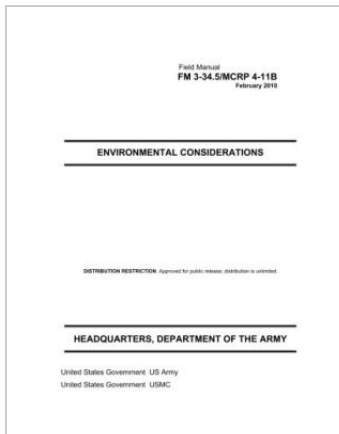 Field Manual
FM 3-34.5/MCRP 4-11B
February 2010
ENVIRONMENTAL CONSIDERATIONS
DISTRIBUTION RESTRICTION. Approved for public release; distribution is unlimited.
HEADQUARTERS, DEPARTMENT OF THE ARMY
United States Government US Army
United States Government USMC